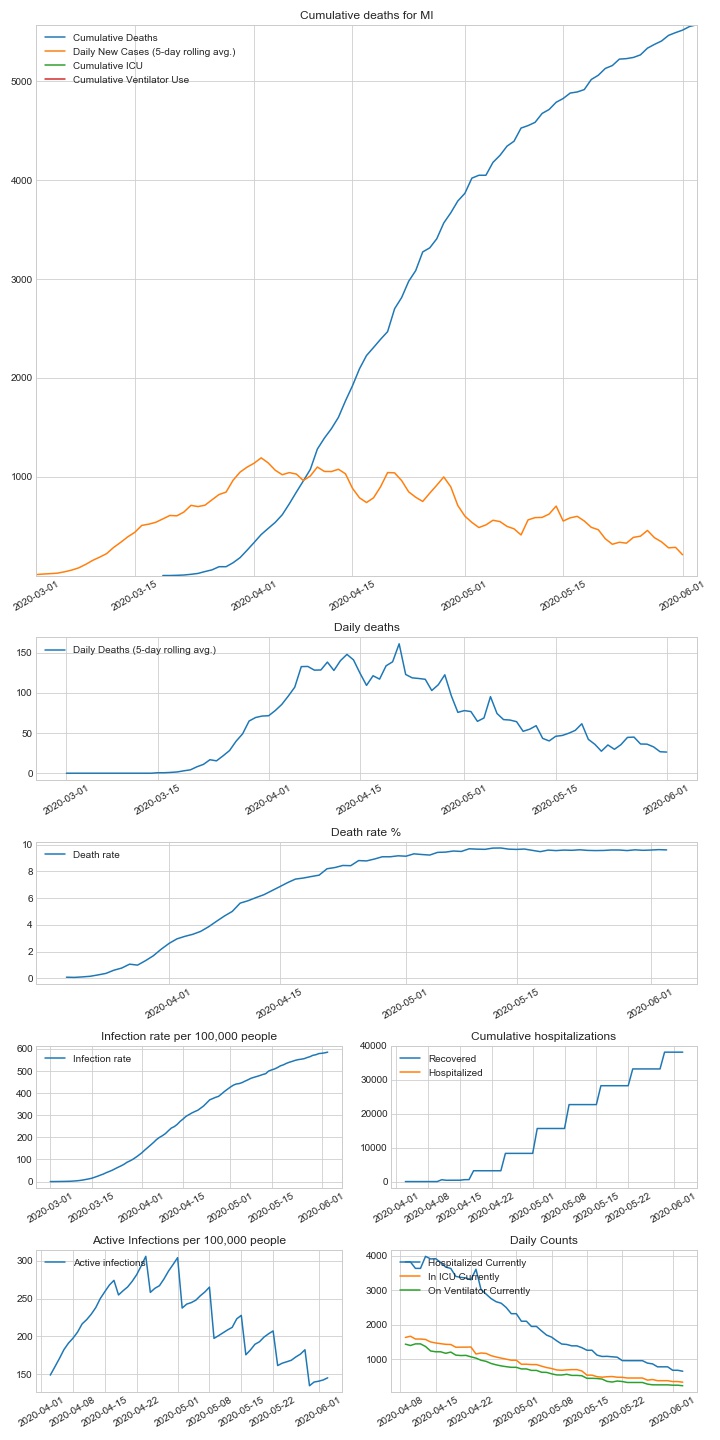 Cumulative deaths for MI
Cumulative Deaths
Daily New Cases (5-day rolling avg.)
Cumulative ICU
Cumulative Ventilator Use
5000
4000
3000
2000
1000
2020-03-01 2020-03-15 2020-04-01 2020-04-15 2020-05-01 2020-05-15 2020-06-01
Daily deaths
Daily Deaths (5-day rolling avg.)
150
100
50
0
2020-03-01 2020-03-15 2020-04-01 2020-04-15 2020-05-01 2020-05-15 2020-06-01
Death rate %
Death rate
10
8
6
4
2
0
2020-04-01 2020-04-15 2020-05-01 2020-05-15 2020-06-01
Infection rate per 100,000 people
Infection rate
600
500
400
300
200
100
0
2020-03-01 2020-03-15 2020-04-01 2020-04-15 2020-05-01 2020-05-15 2020-06-01
Cumulative hospitalizations
Recovered
Hospitalized
40000
30000
20000
10000
0
2020-04-01 2020-04-08 2020-04-15 2020-04-22 2020-05-01 2020-05-08 2020-05-15 2020-05-22 2020-06-01
Active Infections per 100,000 people
Active infections
300
250
200
150
2020-04-01 2020-04-08 2020-04-15 2020-04-22 2020-05-01 2020-05-08 2020-05-15 2020-05-22 2020-06-01
Daily Counts
Hospitalized Currently
In ICU Currently
On Ventilator Currently
4000
3000
2000
1000
2020-04-08 2020-04-15 2020-04-22 2020-05-01 2020-05-08 2020-05-15 2020-05-22 2020-06-01